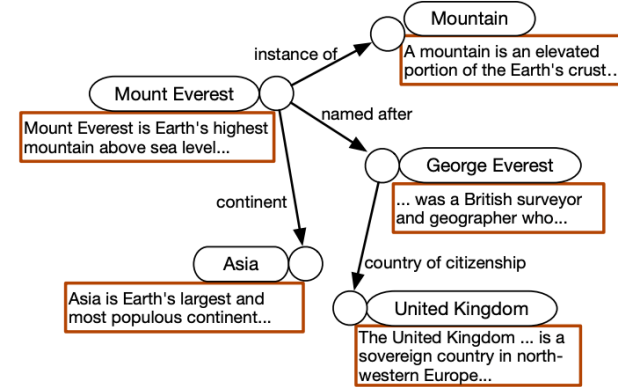 Mountain
A mountain is an elevated
portion of the Earth's crust...
instance of
Mount Everest
Mount Everest is Earth's highest
mountain above sea level...
named after
George Everest
... was a British surveyor
and geographer who...
continent
Asia
Asia is Earth's largest and
most populous continent...
country of citizenship
United Kingdom
The United Kingdom ... is a
sovereign country in north-
western Europe...